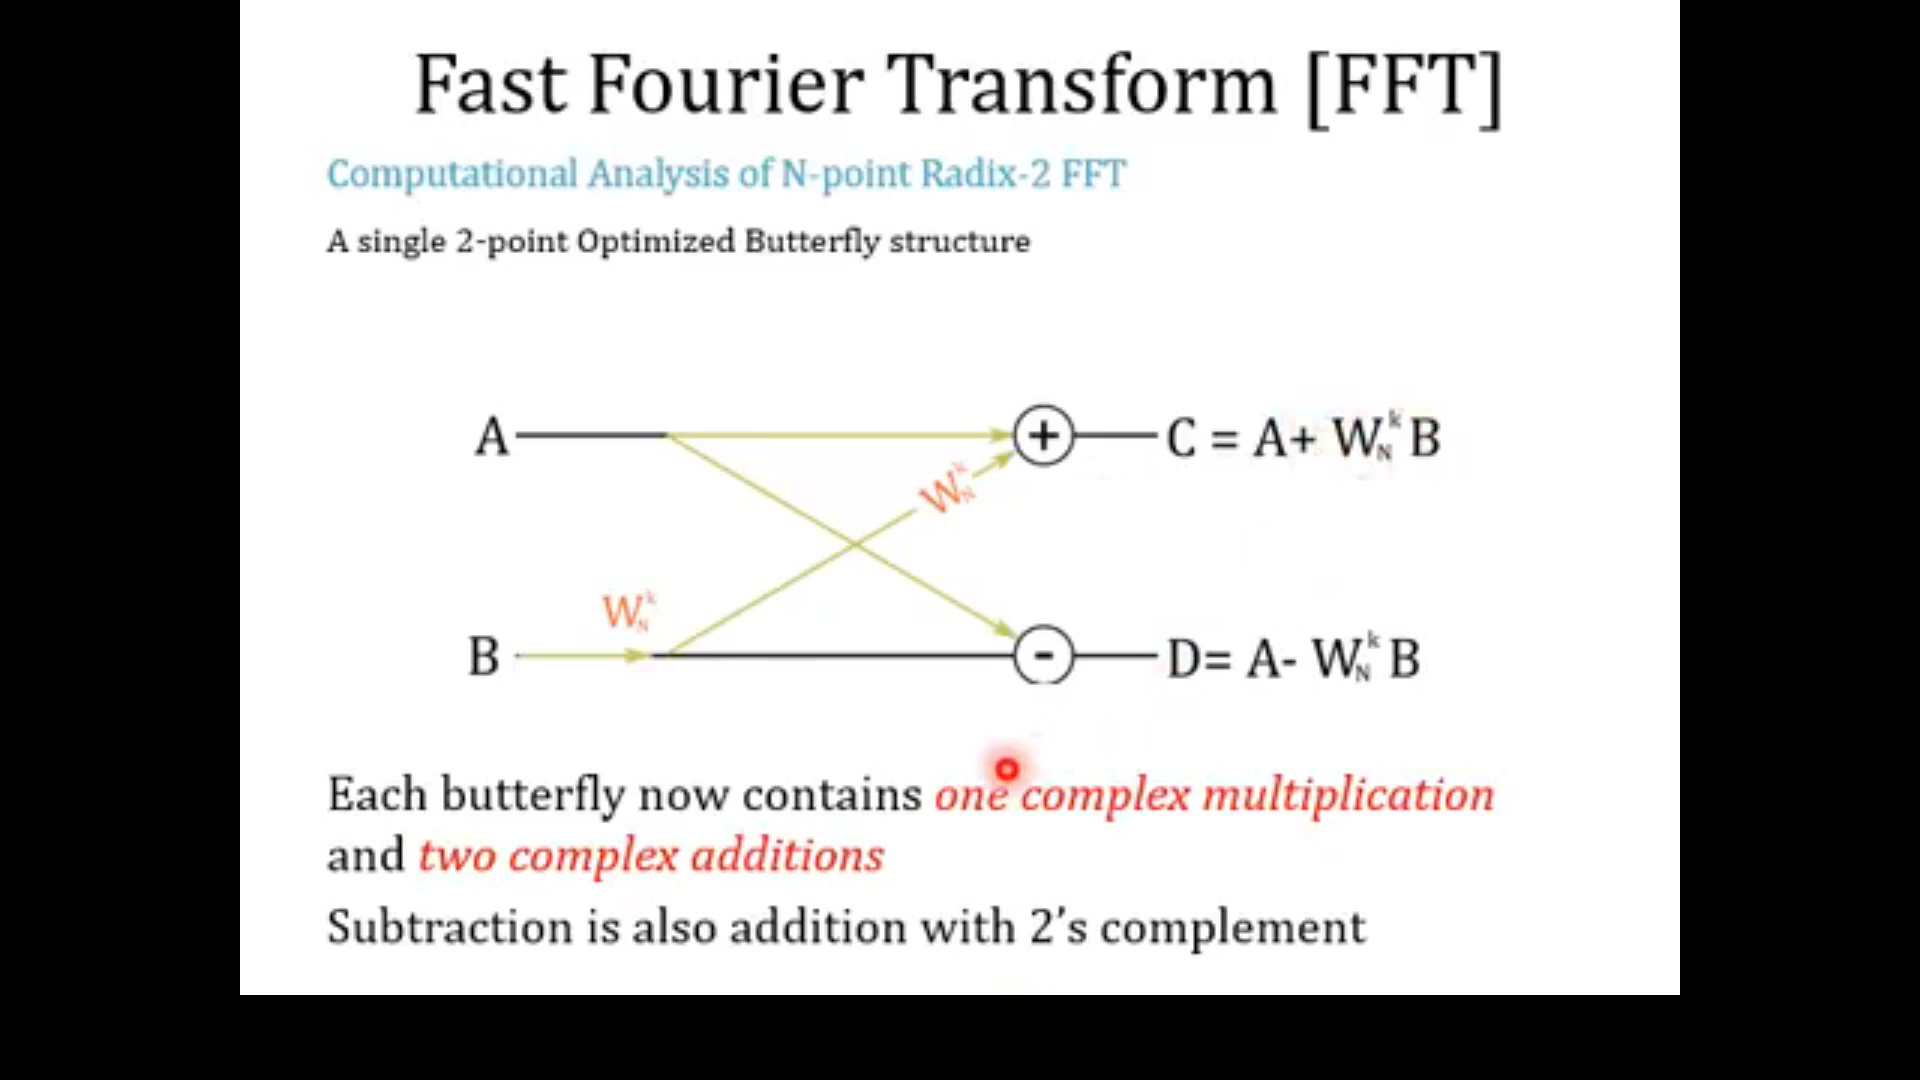 Fast Fourier Transform [FFT]
Computational Analysis of N-point Radix-2 FFT
A single 2-point Optimized Butterfly structure
A
+
C = A+ W_N^k B
W_N^k
W_N^k
B
-
D= A- W_N^k B
Each butterfly now contains one complex multiplication
and two complex additions
Subtraction is also addition with 2’s complement